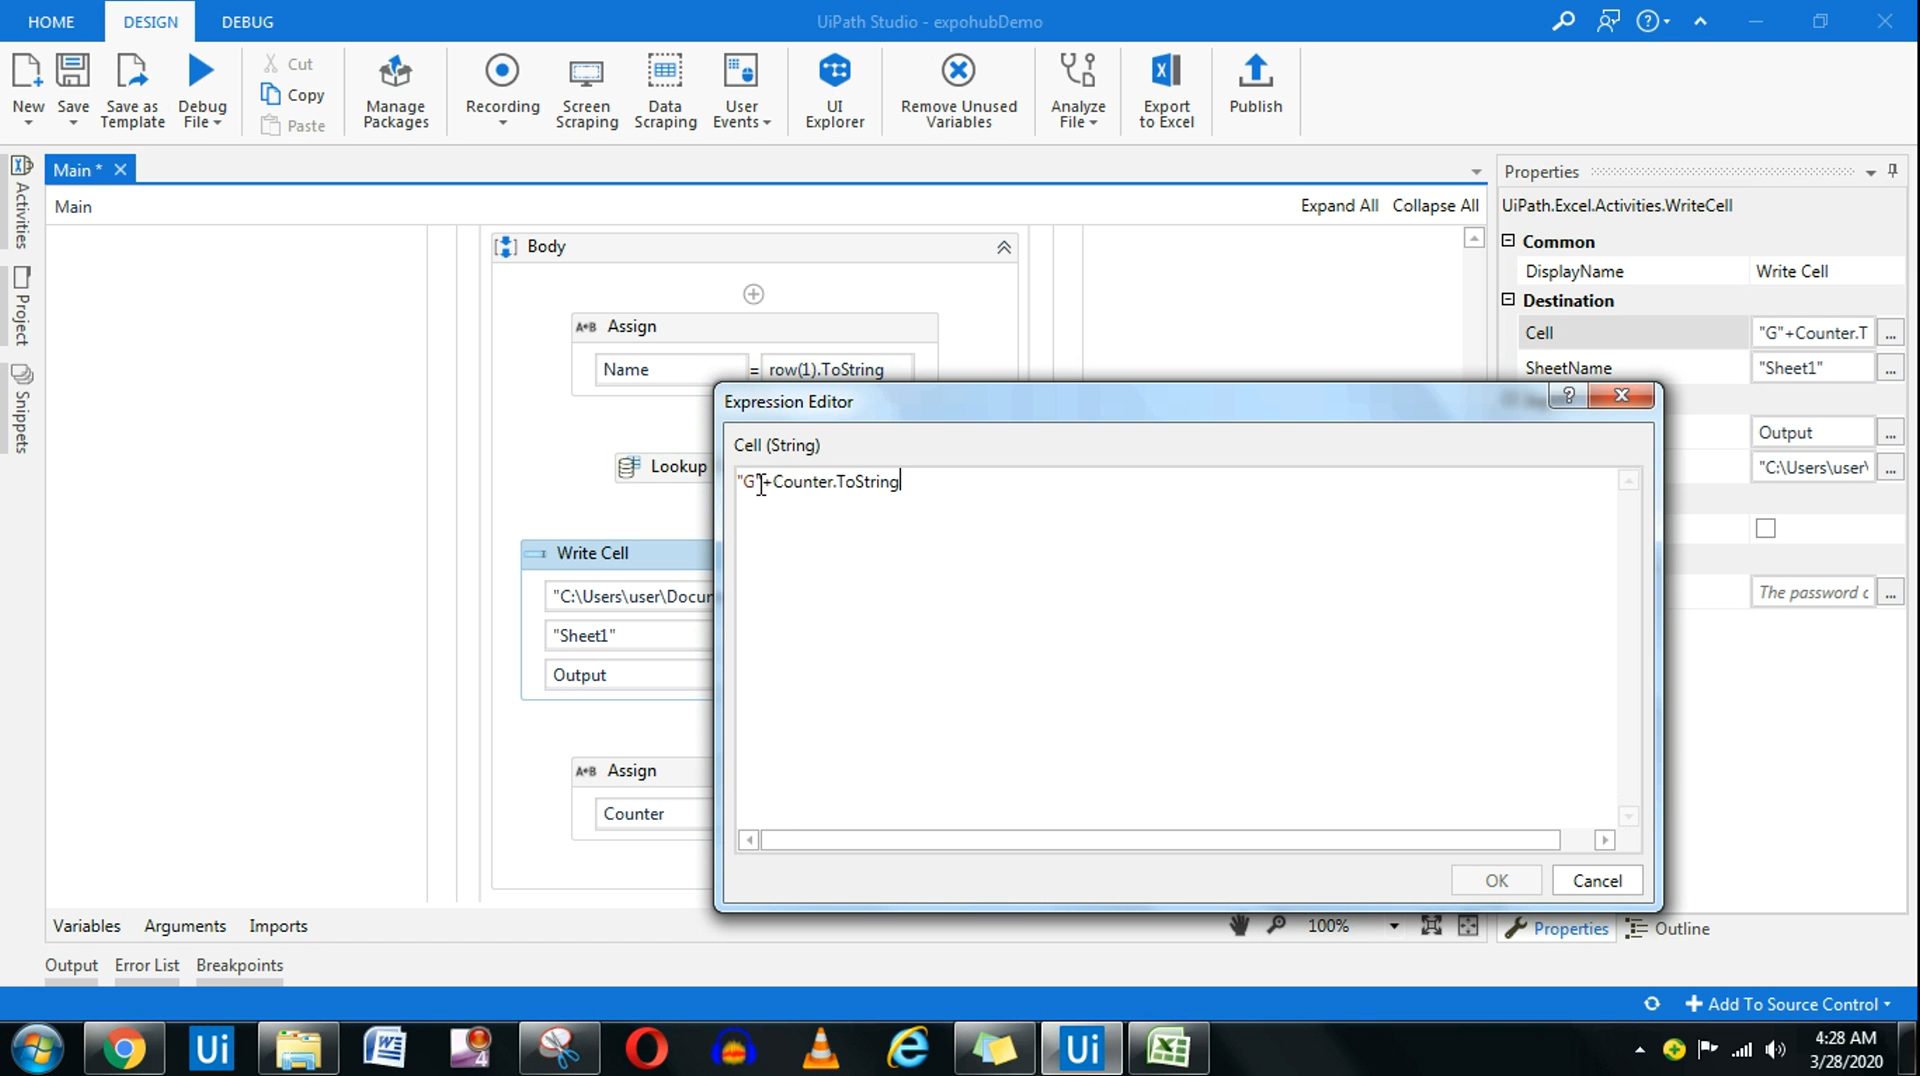 HOME DESIGN DEBUG UiPath Studio - expohubDemo
New Save Save as Template Debug File Cut Copy Paste Manage Packages Recording Screen Scraping Data Scraping User Events UI Explorer Remove Unused Variables Analyze File Export to Excel Publish
Main *
Properties
Main Expand All Collapse All
UiPath.Excel.Activities.WriteCell
Activities
Project
Snippets
Body
Common
DisplayName Write Cell
Destination
Assign
Cell "G"+Counter.T ...
Name = row(1).ToString
SheetName "Sheet1" ...
Expression Editor
Cell (String)
Output ...
Lookup
"C:\Users\user\ ...
"G"+Counter.ToString
Write Cell
"C:\Users\user\Docum
The password c ...
"Sheet1"
Output
Assign
Counter
OK Cancel
Variables Arguments Imports 100% Properties Outline
Output Error List Breakpoints
Add To Source Control
Ui
4
Ui
4:28 AM
3/28/2020